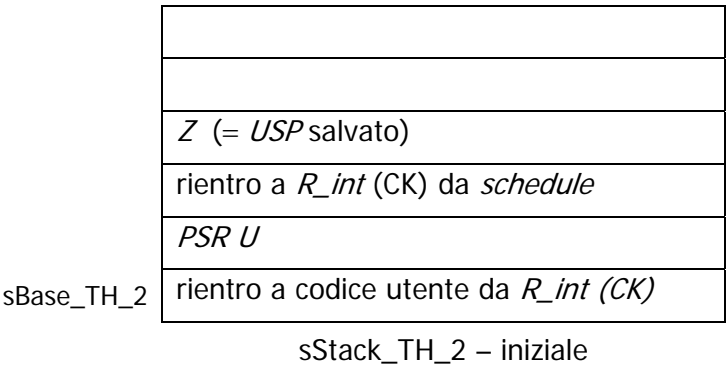 Z (= USP salvato)
rientro a R_int (CK) da schedule
PSR U
sBase_TH_2 rientro a codice utente da R_int (CK)
sStack_TH_2 – iniziale